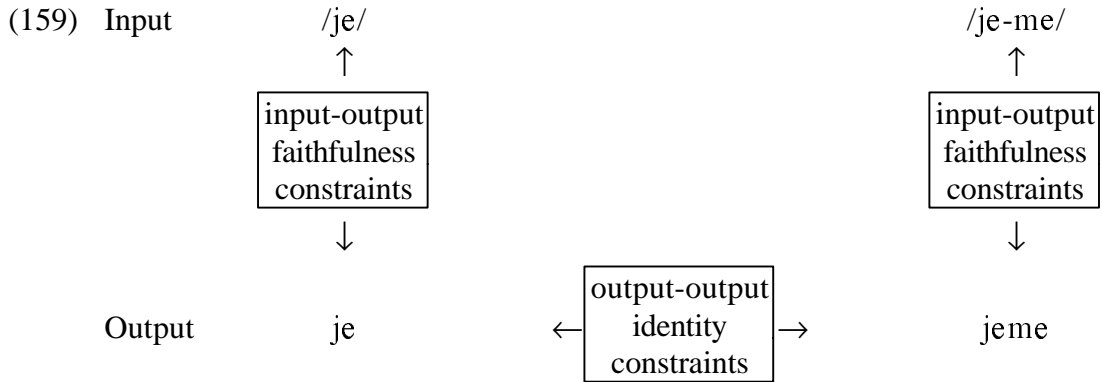 (159) Input /je/ /je-me/
↑ ↑
input-output input-output
faithfulness faithfulness
constraints constraints
↓ ↓
output-output
Output je ← identity → jeme
constraints